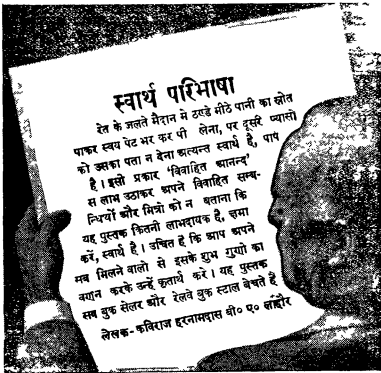 स्वार्थ परिभाषा
रेत के जलते मैदान मे ठण्डे मीठे पानी का स्रोत
पाकर स्वय पेट भर कर पी लेना, पर दूसरे प्यासो
को उसका पता न देना अत्यन्त स्वार्थ है, पाप
है। इसी प्रकार 'विवाहित आनन्द'
स लाभ उठाकर अपने विवाहित सम्ब-
न्धियों और मित्रो को न बताना कि
यह पुस्तक कितनी लाभदायक है, क्षमा
करें, स्वार्थ है। उचित है कि आप अपने
सब मिलने वालो से इसके शुभ गुणो का
वर्णन करके उन्हें कृतार्थ करे। यह पुस्तक
सब बुक सेलर और रेलवे बुक स्टाल बेचते है
लेखक-कविराज हरनामदास बी० ए० लाहौर